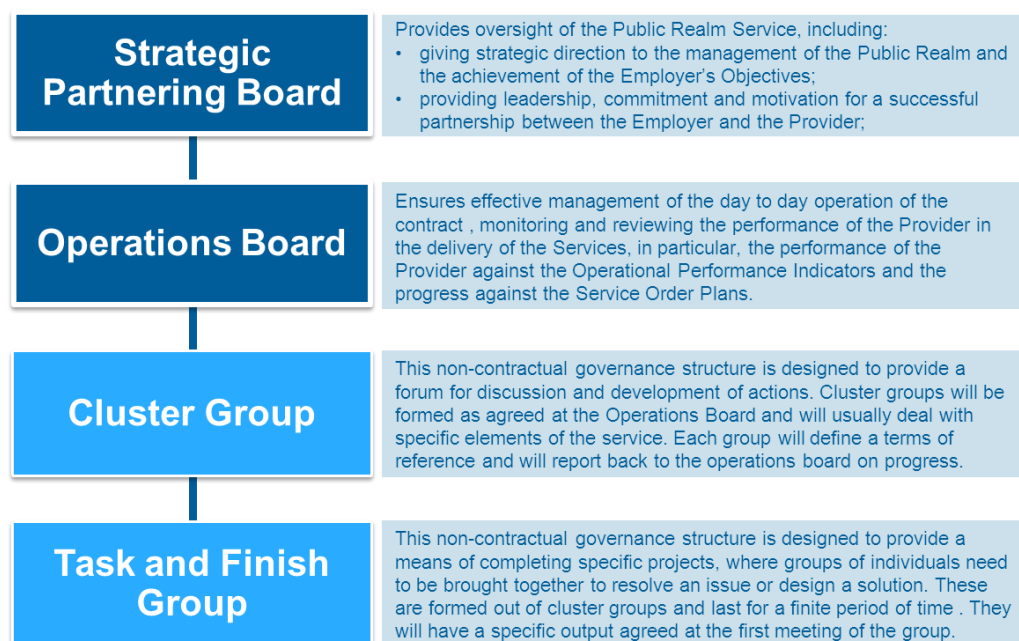 Strategic
Partnering Board
Provides oversight of the Public Realm Service, including:
• giving strategic direction to the management of the Public Realm and
the achievement of the Employer's Objectives;
• providing leadership, commitment and motivation for a successful
partnership between the Employer and the Provider;
Operations Board
Ensures effective management of the day to day operation of the
contract , monitoring and reviewing the performance of the Provider in
the delivery of the Services, in particular, the performance of the
Provider against the Operational Performance Indicators and the
progress against the Service Order Plans.
Cluster Group
This non-contractual governance structure is designed to provide a
forum for discussion and development of actions. Cluster groups will be
formed as agreed at the Operations Board and will usually deal with
specific elements of the service. Each group will define a terms of
reference and will report back to the operations board on progress.
Task and Finish
Group
This non-contractual governance structure is designed to provide a
means of completing specific projects, where groups of individuals need
to be brought together to resolve an issue or design a solution. These
are formed out of cluster groups and last for a finite period of time . They
will have a specific output agreed at the first meeting of the group.